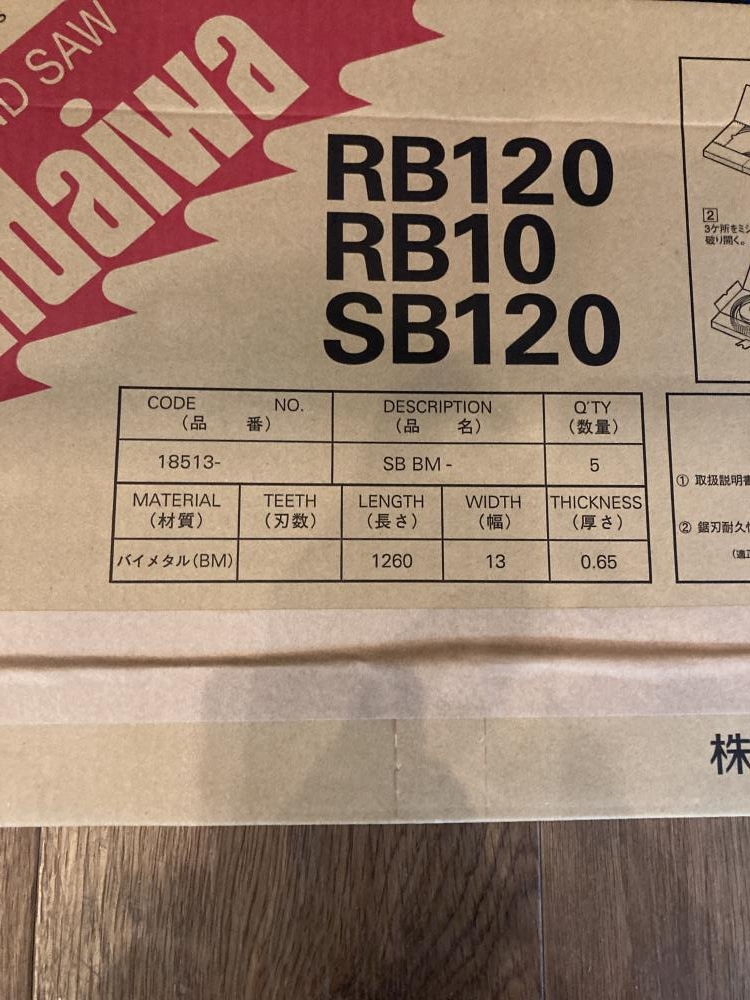 SAW
daiwa
RB120
RB10
SB120
CODE NO.
(品 番)
DESCRIPTION
(品 名)
Q'TY
(数量)
18513-
SB BM -
5
MATERIAL
(材質)
TEETH
(刃数)
LENGTH
(長さ)
WIDTH
(幅)
THICKNESS
(厚さ)
バイメタル(BM)
1260
13
0.65
2
3ケ所をミシ
破り開く。
① 取扱説明書
② 鋸刃耐久性
(適正
株